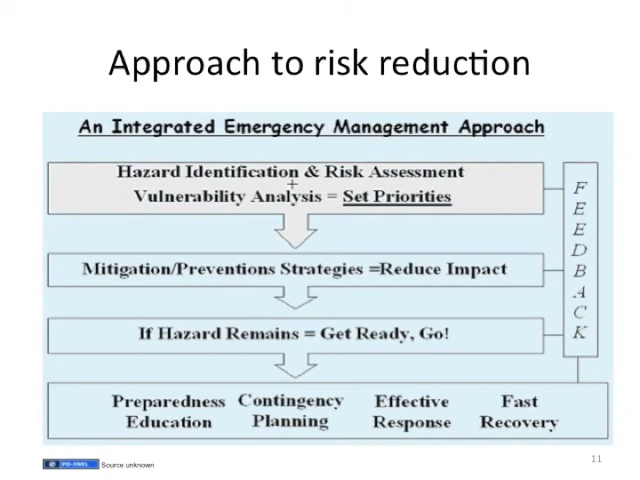 Approach to risk reduction
An Integrated Emergency Management Approach
Hazard Identification & Risk Assessment
+
Vulnerability Analysis = Set Priorities
Mitigation/Preventions Strategies =Reduce Impact
If Hazard Remains = Get Ready, Go!
FEEDBACK
Preparedness Education
Contingency Planning
Effective Response
Fast Recovery
Source unknown
11